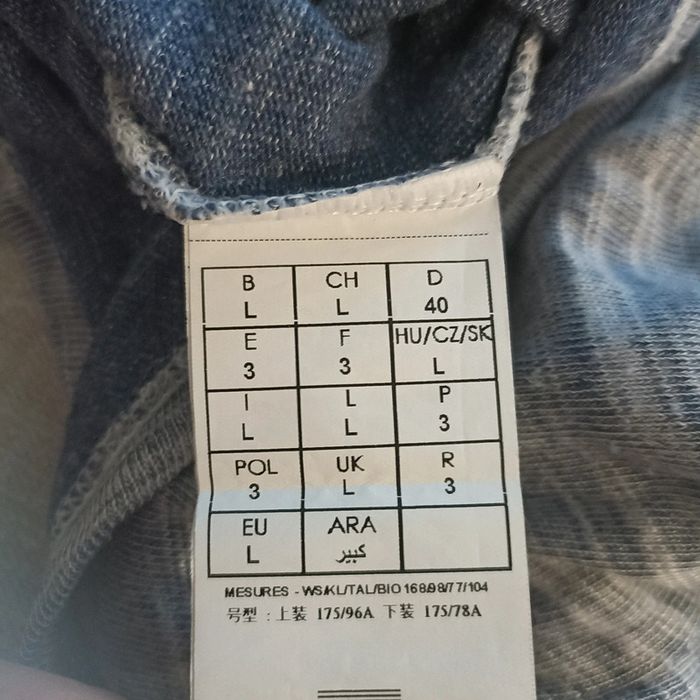 B CH D
L L 40
E F HU/CZ/SK
3 3 L
I L P
L L 3
POL UK R
3 L 3
EU ARA
L كبير
MESURES - WS/KL/TAL/BIO 168/98/77/104
号型 : 上装 175/96A 下装 175/78A